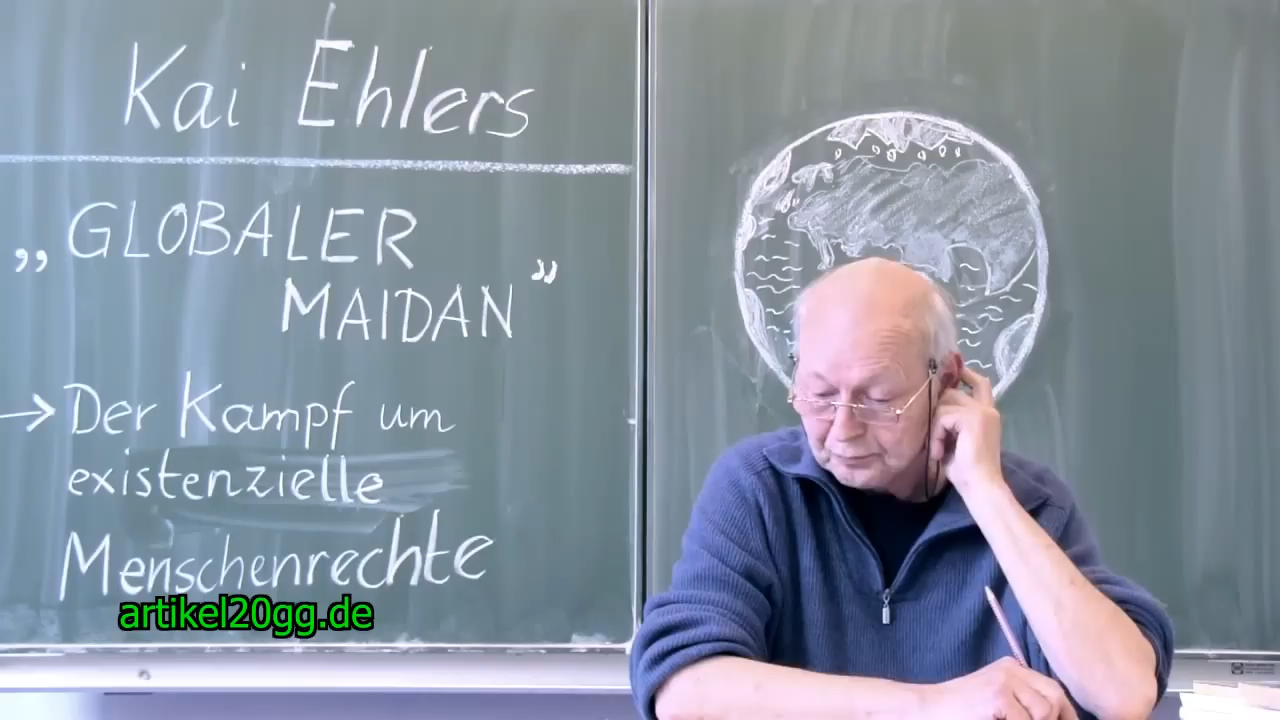 Kai Ehlers
„GLOBALER
MAIDAN”
→ Der Kampf um
existenzielle
Menschenrechte
artikel20gg.de